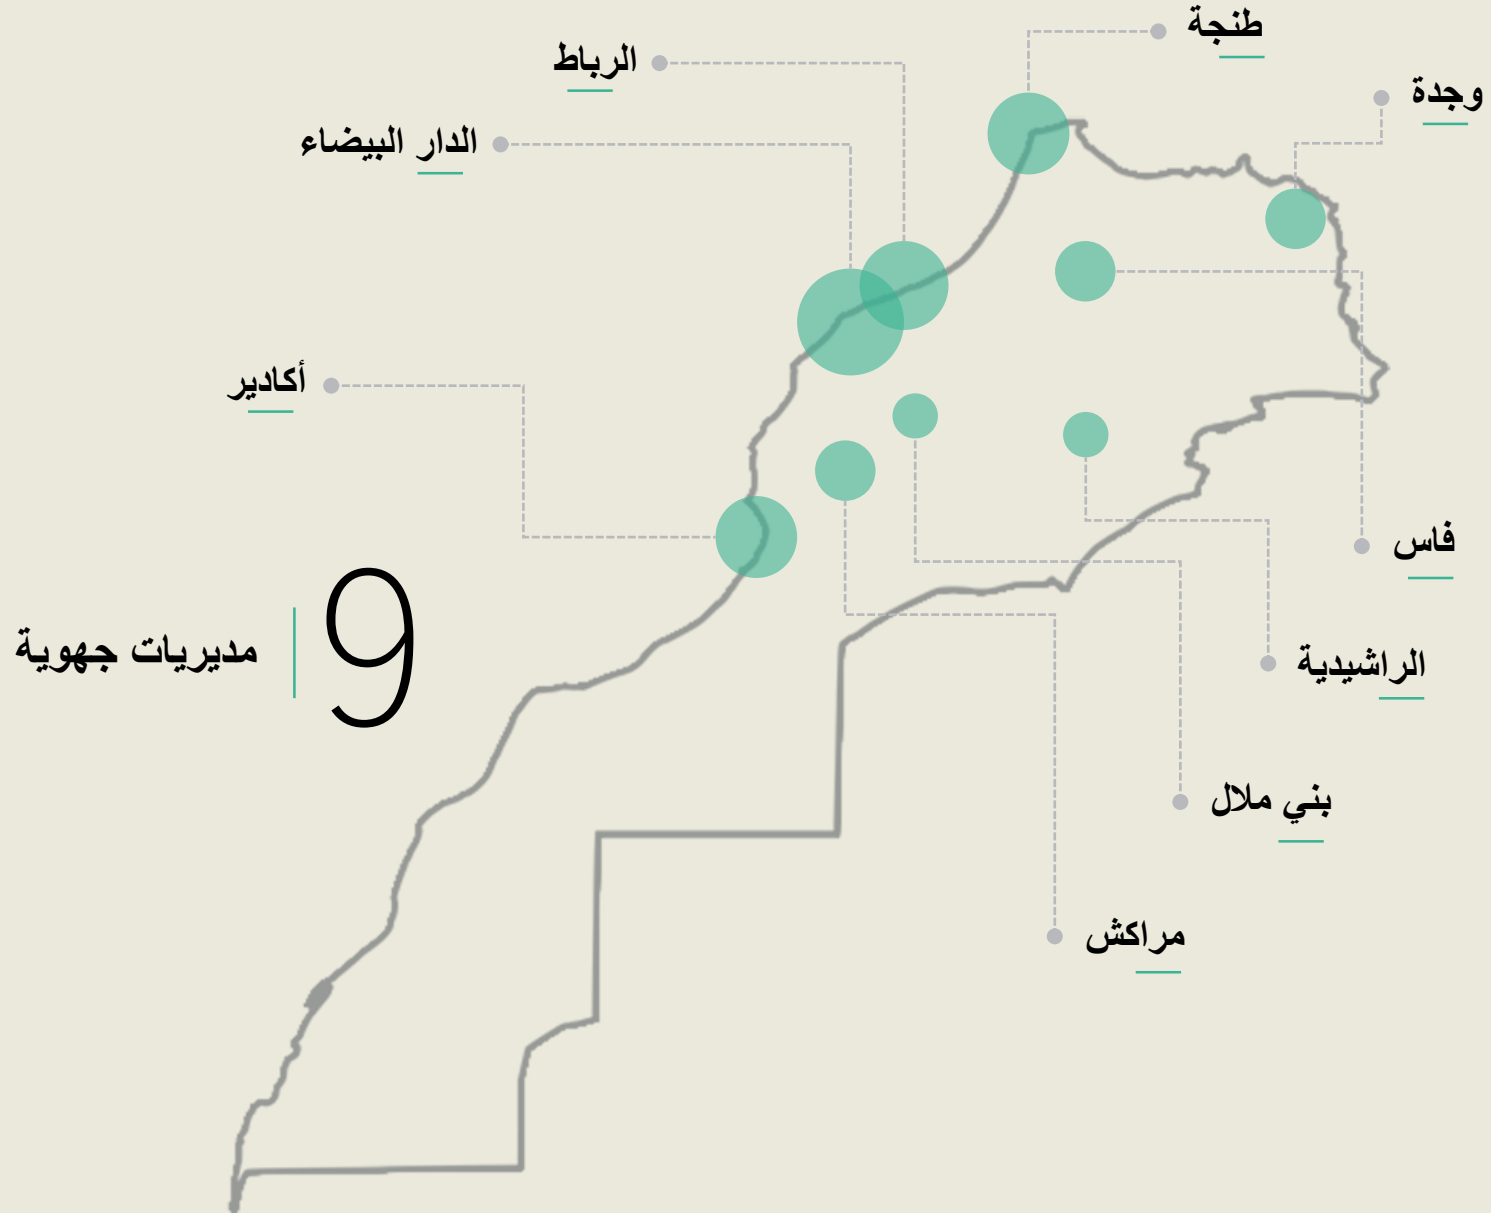 طنجة
الرباط
وجدة
الدار البيضاء
أكادير
فاس
9
مديريات جهوية
الراشيدية
بني ملال
مراكش